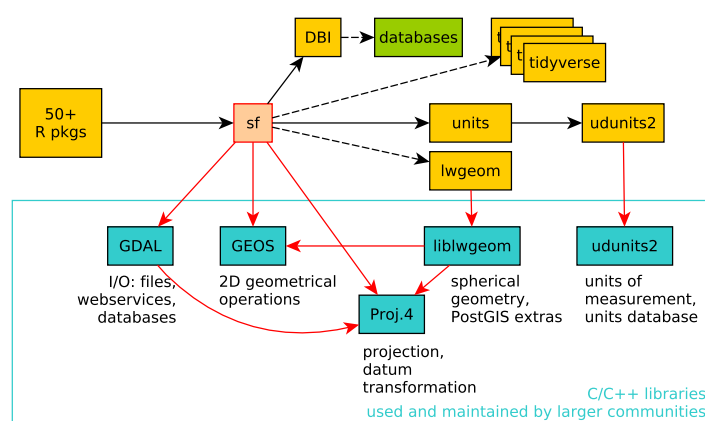 DBI
databases
t
t
t
tidyverse
50+
R pkgs
sf
units
udunits2
lwgeom
GDAL
GEOS
liblwgeom
udunits2
I/O: files,
webservices,
databases
2D geometrical
operations
spherical
geometry,
PostGIS extras
units of
measurement,
units database
Proj.4
projection,
datum
transformation
C/C++ libraries
used and maintained by larger communities